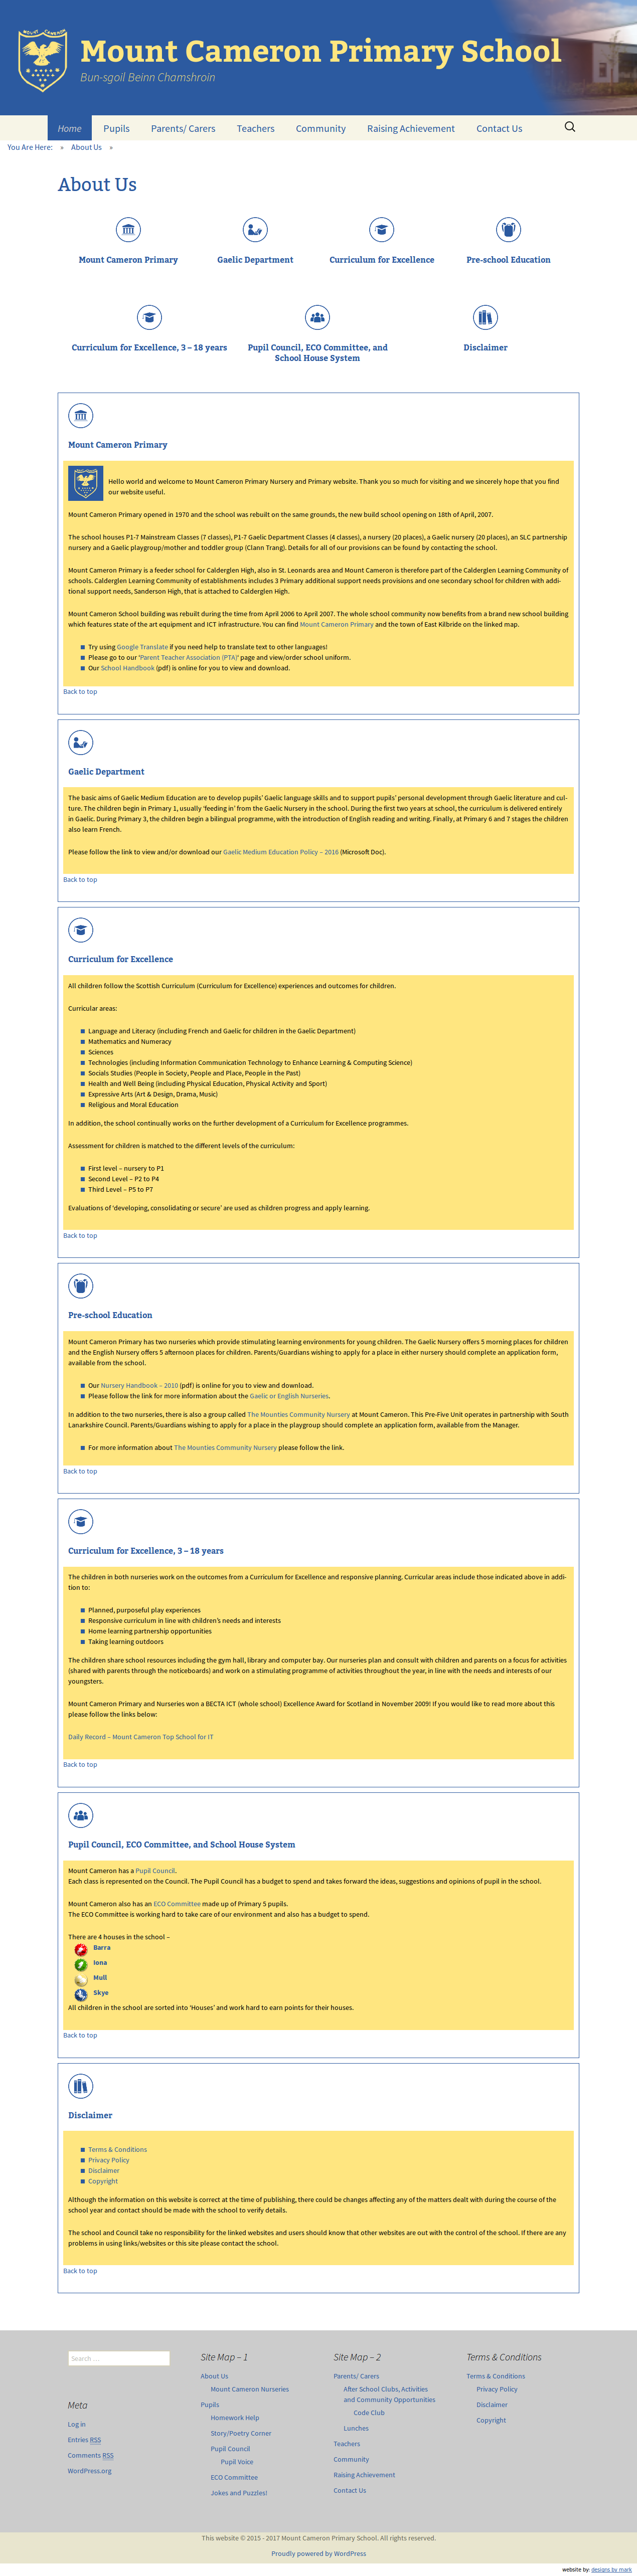 Mount Cameron Primary School
Bun-sgoil Beinn Chamshroin
Home Pupils Parents/ Carers Teachers Community Raising Achievement Contact Us
You Are Here: » About Us »
About Us
Mount Cameron Primary
Gaelic Department
Curriculum for Excellence
Pre-school Education
Curriculum for Excellence, 3 – 18 years
Pupil Council, ECO Committee, and
School House System
Disclaimer
Mount Cameron Primary
Hello world and welcome to Mount Cameron Primary Nursery and Primary website. Thank you so much for visiting and we sincerely hope that you find
our website useful.
Mount Cameron Primary opened in 1970 and the school was rebuilt on the same grounds, the new build school opening on 18th of April, 2007.
The school houses P1-7 Mainstream Classes (7 classes), P1-7 Gaelic Department Classes (4 classes), a nursery (20 places), a Gaelic nursery (20 places), an SLC partnership
nursery and a Gaelic playgroup/mother and toddler group (Clann Trang). Details for all of our provisions can be found by contacting the school.
Mount Cameron Primary is a feeder school for Calderglen High, also in St. Leonards area and Mount Cameron is therefore part of the Calderglen Learning Community of
schools. Calderglen Learning Community of establishments includes 3 Primary additional support needs provisions and one secondary school for children with addi-
tional support needs, Sanderson High, that is attached to Calderglen High.
Mount Cameron School building was rebuilt during the time from April 2006 to April 2007. The whole school community now benefits from a brand new school building
which features state of the art equipment and ICT infrastructure. You can find Mount Cameron Primary and the town of East Kilbride on the linked map.
Try using Google Translate if you need help to translate text to other languages!
Please go to our 'Parent Teacher Association (PTA)' page and view/order school uniform.
Our School Handbook (pdf) is online for you to view and download.
Back to top
Gaelic Department
The basic aims of Gaelic Medium Education are to develop pupils’ Gaelic language skills and to support pupils’ personal development through Gaelic literature and cul-
ture. The children begin in Primary 1, usually ‘feeding in’ from the Gaelic Nursery in the school. During the first two years at school, the curriculum is delivered entirely
in Gaelic. During Primary 3, the children begin a bilingual programme, with the introduction of English reading and writing. Finally, at Primary 6 and 7 stages the children
also learn French.
Please follow the link to view and/or download our Gaelic Medium Education Policy – 2016 (Microsoft Doc).
Back to top
Curriculum for Excellence
All children follow the Scottish Curriculum (Curriculum for Excellence) experiences and outcomes for children.
Curricular areas:
Language and Literacy (including French and Gaelic for children in the Gaelic Department)
Mathematics and Numeracy
Sciences
Technologies (including Information Communication Technology to Enhance Learning & Computing Science)
Socials Studies (People in Society, People and Place, People in the Past)
Health and Well Being (including Physical Education, Physical Activity and Sport)
Expressive Arts (Art & Design, Drama, Music)
Religious and Moral Education
In addition, the school continually works on the further development of a Curriculum for Excellence programmes.
Assessment for children is matched to the different levels of the curriculum:
First level – nursery to P1
Second Level – P2 to P4
Third Level – P5 to P7
Evaluations of ‘developing, consolidating or secure’ are used as children progress and apply learning.
Back to top
Pre-school Education
Mount Cameron Primary has two nurseries which provide stimulating learning environments for young children. The Gaelic Nursery offers 5 morning places for children
and the English Nursery offers 5 afternoon places for children. Parents/Guardians wishing to apply for a place in either nursery should complete an application form,
available from the school.
Our Nursery Handbook – 2010 (pdf) is online for you to view and download.
Please follow the link for more information about the Gaelic or English Nurseries.
In addition to the two nurseries, there is also a group called The Mounties Community Nursery at Mount Cameron. This Pre-Five Unit operates in partnership with South
Lanarkshire Council. Parents/Guardians wishing to apply for a place in the playgroup should complete an application form, available from the Manager.
For more information about The Mounties Community Nursery please follow the link.
Back to top
Curriculum for Excellence, 3 – 18 years
The children in both nurseries work on the outcomes from a Curriculum for Excellence and responsive planning. Curricular areas include those indicated above in addi-
tion to:
Planned, purposeful play experiences
Responsive curriculum in line with children’s needs and interests
Home learning partnership opportunities
Taking learning outdoors
The children share school resources including the gym hall, library and computer bay. Our nurseries plan and consult with children and parents on a focus for activities
(shared with parents through the noticeboards) and work on a stimulating programme of activities throughout the year, in line with the needs and interests of our
youngsters.
Mount Cameron Primary and Nurseries won a BECTA ICT (whole school) Excellence Award for Scotland in November 2009! If you would like to read more about this
please follow the links below:
Daily Record – Mount Cameron Top School for IT
Back to top
Pupil Council, ECO Committee, and School House System
Mount Cameron has a Pupil Council.
Each class is represented on the Council. The Pupil Council has a budget to spend and takes forward the ideas, suggestions and opinions of pupil in the school.
Mount Cameron also has an ECO Committee made up of Primary 5 pupils.
The ECO Committee is working hard to take care of our environment and also has a budget to spend.
There are 4 houses in the school –
Barra
Iona
Mull
Skye
All children in the school are sorted into ‘Houses’ and work hard to earn points for their houses.
Back to top
Disclaimer
Terms & Conditions
Privacy Policy
Disclaimer
Copyright
Although the information on this website is correct at the time of publishing, there could be changes affecting any of the matters dealt with during the course of the
school year and contact should be made with the school to verify details.
The school and Council take no responsibility for the linked websites and users should know that other websites are out with the control of the school. If there are any
problems in using links/websites or this site please contact the school.
Back to top
Search …
Meta
Log in
Entries RSS
Comments RSS
WordPress.org
Site Map – 1
About Us
Mount Cameron Nurseries
Pupils
Homework Help
Story/Poetry Corner
Pupil Council
Pupil Voice
ECO Committee
Jokes and Puzzles!
Site Map – 2
Parents/ Carers
After School Clubs, Activities
and Community Opportunities
Code Club
Lunches
Teachers
Community
Raising Achievement
Contact Us
Terms & Conditions
Terms & Conditions
Privacy Policy
Disclaimer
Copyright
This website © 2015 - 2017 Mount Cameron Primary School. All rights reserved.
Proudly powered by WordPress
website by: designs by mark